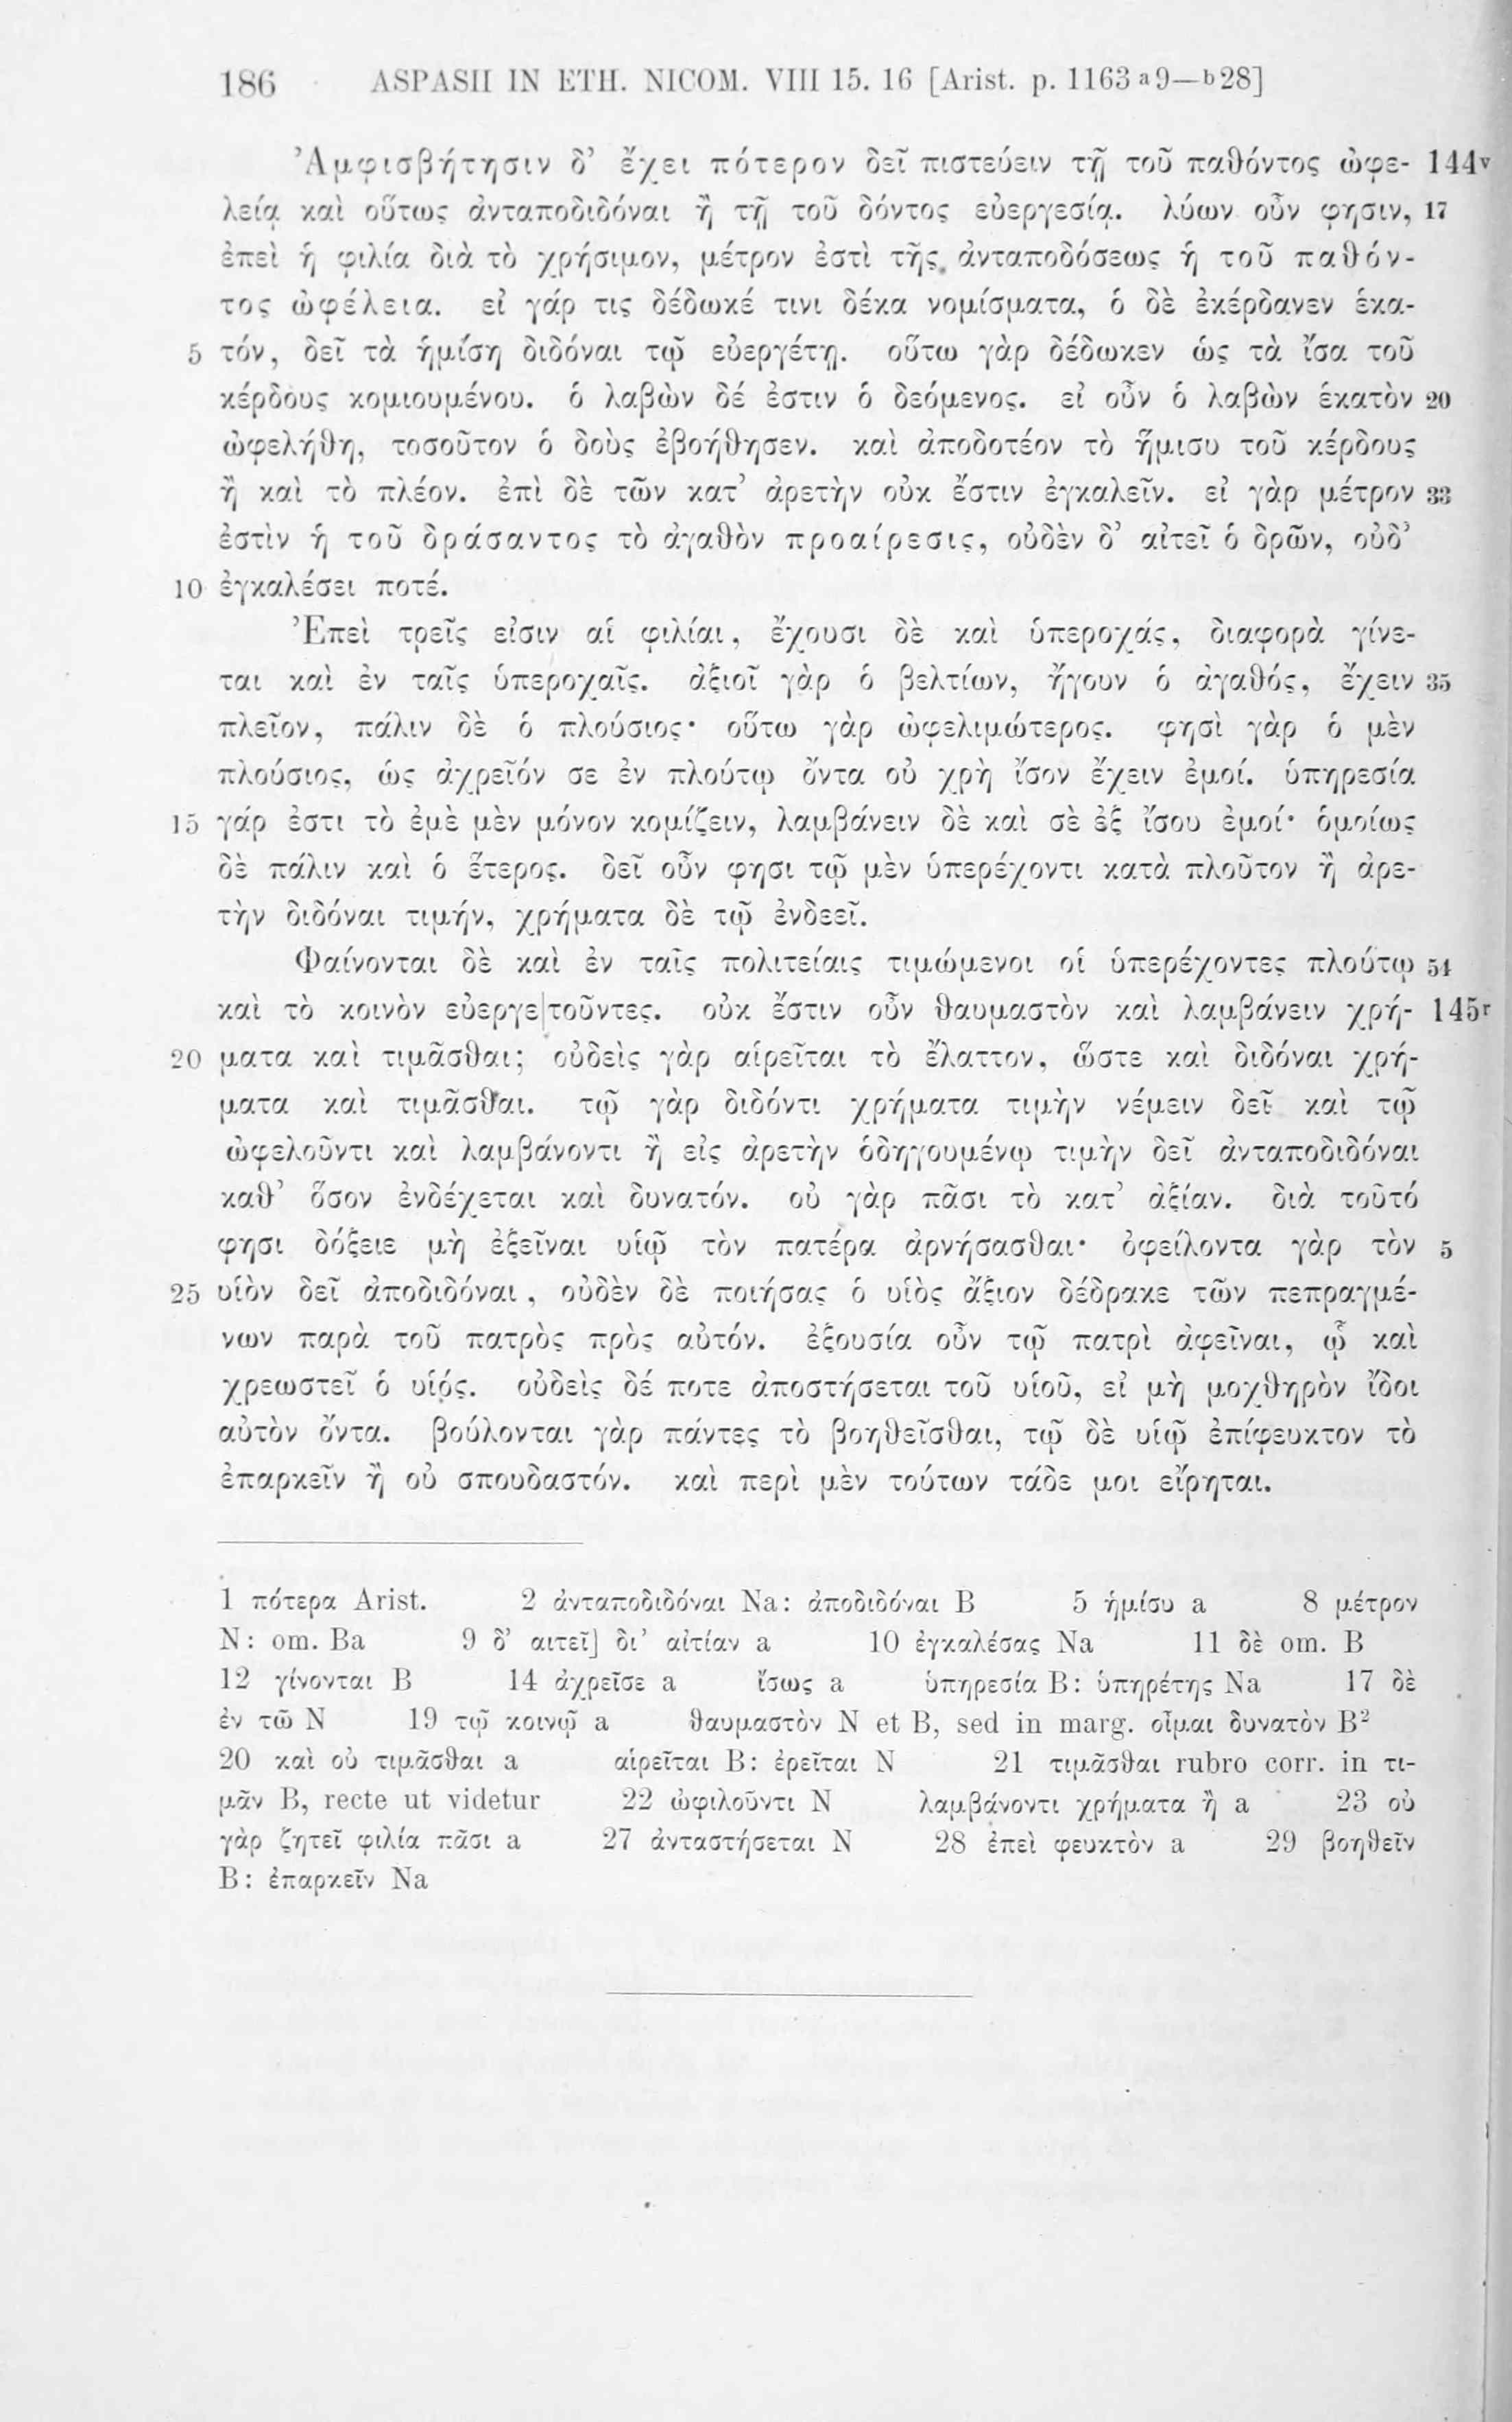 186 ASPASII IN ETH. NICOM. VIII 15. 16 [Arist. p. 1163 a 9—b 28]
Ἀμφισβήτησιν δ’ ἔχει πότερον δεῖ πιστεύειν τῇ τοῦ παθόντος ὠφε- 144v
λείᾳ καὶ οὕτως ἀνταποδιδόναι ἢ τῇ τοῦ δόντος εὐεργεσίᾳ. λύων οὖν φησιν, 17
ἐπεὶ ἡ φιλία διὰ τὸ χρήσιμον, μέτρον ἐστὶ τῆς ἀνταποδόσεως ἡ τοῦ παθόν-
τος ὠφέλεια. εἰ γάρ τις δέδωκέ τινι δέκα νομίσματα, ὁ δὲ ἐκέρδανεν ἑκα-
5 τόν, δεῖ τὰ ἡμίση διδόναι τῷ εὐεργέτῃ. οὕτω γὰρ δέδωκεν ὡς τὰ ἴσα τοῦ
κέρδους κομιουμένου. ὁ λαβὼν δέ ἐστιν ὁ δεόμενος. εἰ οὖν ὁ λαβὼν ἑκατὸν 20
ὠφελήθη, τοσοῦτον ὁ δοὺς ἐβοήθησεν. καὶ ἀποδοτέον τὸ ἥμισυ τοῦ κέρδους
ἢ καὶ τὸ πλέον. ἐπὶ δὲ τῶν κατ’ ἀρετὴν οὐκ ἔστιν ἐγκαλεῖν. εἰ γὰρ μέτρον 33
ἐστὶν ἡ τοῦ δράσαντος τὸ ἀγαθὸν προαίρεσις, οὐδὲν δ’ αἰτεῖ ὁ δρῶν, οὐδ’
10 ἐγκαλέσει ποτέ.
Ἐπεὶ τρεῖς εἰσιν αἱ φιλίαι, ἔχουσι δὲ καὶ ὑπεροχάς, διαφορὰ γίνε-
ται καὶ ἐν ταῖς ὑπεροχαῖς. ἀξιοῖ γὰρ ὁ βελτίων, ἤγουν ὁ ἀγαθός, ἔχειν 35
πλεῖον, πάλιν δὲ ὁ πλούσιος· οὕτω γὰρ ὠφελιμώτερος. φησὶ γὰρ ὁ μὲν
πλούσιος, ὡς ἀχρεῖόν σε ἐν πλούτῳ ὄντα οὐ χρὴ ἴσον ἔχειν ἐμοί. ὑπηρεσία
15 γάρ ἐστι τὸ ἐμὲ μὲν μόνον κομίζειν, λαμβάνειν δὲ καὶ σὲ ἐξ ἴσου ἐμοί· ὁμοίως
δὲ πάλιν καὶ ὁ ἕτερος. δεῖ οὖν φησι τῷ μὲν ὑπερέχοντι κατὰ πλοῦτον ἢ ἀρε-
τὴν διδόναι τιμήν, χρήματα δὲ τῷ ἐνδεεῖ.
Φαίνονται δὲ καὶ ἐν ταῖς πολιτείαις τιμώμενοι οἱ ὑπερέχοντες πλούτῳ 54
καὶ τὸ κοινὸν εὐεργε|τοῦντες. οὐκ ἔστιν οὖν θαυμαστὸν καὶ λαμβάνειν χρή- 145r
20 ματα καὶ τιμᾶσθαι; οὐδεὶς γὰρ αἱρεῖται τὸ ἔλαττον, ὥστε καὶ διδόναι χρή-
ματα καὶ τιμᾶσθαι. τῷ γὰρ διδόντι χρήματα τιμὴν νέμειν δεῖ καὶ τῷ
ὠφελοῦντι καὶ λαμβάνοντι ἢ εἰς ἀρετὴν ὁδηγουμένῳ τιμὴν δεῖ ἀνταποδιδόναι
καθ’ ὅσον ἐνδέχεται καὶ δυνατόν. οὐ γὰρ πᾶσι τὸ κατ’ ἀξίαν. διὰ τοῦτό
φησι δόξειε μὴ ἐξεῖναι υἱῷ τὸν πατέρα ἀρνήσασθαι· ὀφείλοντα γὰρ τὸν 5
25 υἱὸν δεῖ ἀποδιδόναι, οὐδὲν δὲ ποιήσας ὁ υἱὸς ἄξιον δέδρακε τῶν πεπραγμέ-
νων παρὰ τοῦ πατρὸς πρὸς αὐτόν. ἐξουσία οὖν τῷ πατρὶ ἀφεῖναι, ᾧ καὶ
χρεωστεῖ ὁ υἱός. οὐδεὶς δέ ποτε ἀποστήσεται τοῦ υἱοῦ, εἰ μὴ μοχθηρὸν ἴδοι
αὐτὸν ὄντα. βούλονται γὰρ πάντες τὸ βοηθεῖσθαι, τῷ δὲ υἱῷ ἐπίφευκτον τὸ
ἐπαρκεῖν ἢ οὐ σπουδαστόν. καὶ περὶ μὲν τούτων τάδε μοι εἴρηται.
1 πότερα Arist. 2 ἀνταποδιδόναι Na: ἀποδιδόναι B 5 ἡμίσυ a 8 μέτρον
N: om. Ba 9 δ’ αιτεῖ] δι’ αἰτίαν a 10 ἐγκαλέσας Na 11 δὲ om. B
12 γίνονται B 14 ἀχρεῖσε a ἴσως a ὑπηρεσία B: ὑπηρέτης Na 17 δὲ
ἐν τῶ N 19 τῷ κοινῷ a θαυμαστὸν N et B, sed in marg. οἶμαι δυνατὸν B²
20 καὶ οὐ τιμᾶσθαι a αἱρεῖται B: ἐρεῖται N 21 τιμᾶσθαι rubro corr. in τι-
μᾶν B, recte ut videtur 22 ὠφιλοῦντι N λαμβάνοντι χρήματα ἢ a 23 οὐ
γὰρ ζητεῖ φιλία πᾶσι a 27 ἀνταστήσεται N 28 ἐπεὶ φευκτὸν a 29 βοηθεῖν
B: ἐπαρκεῖν Na